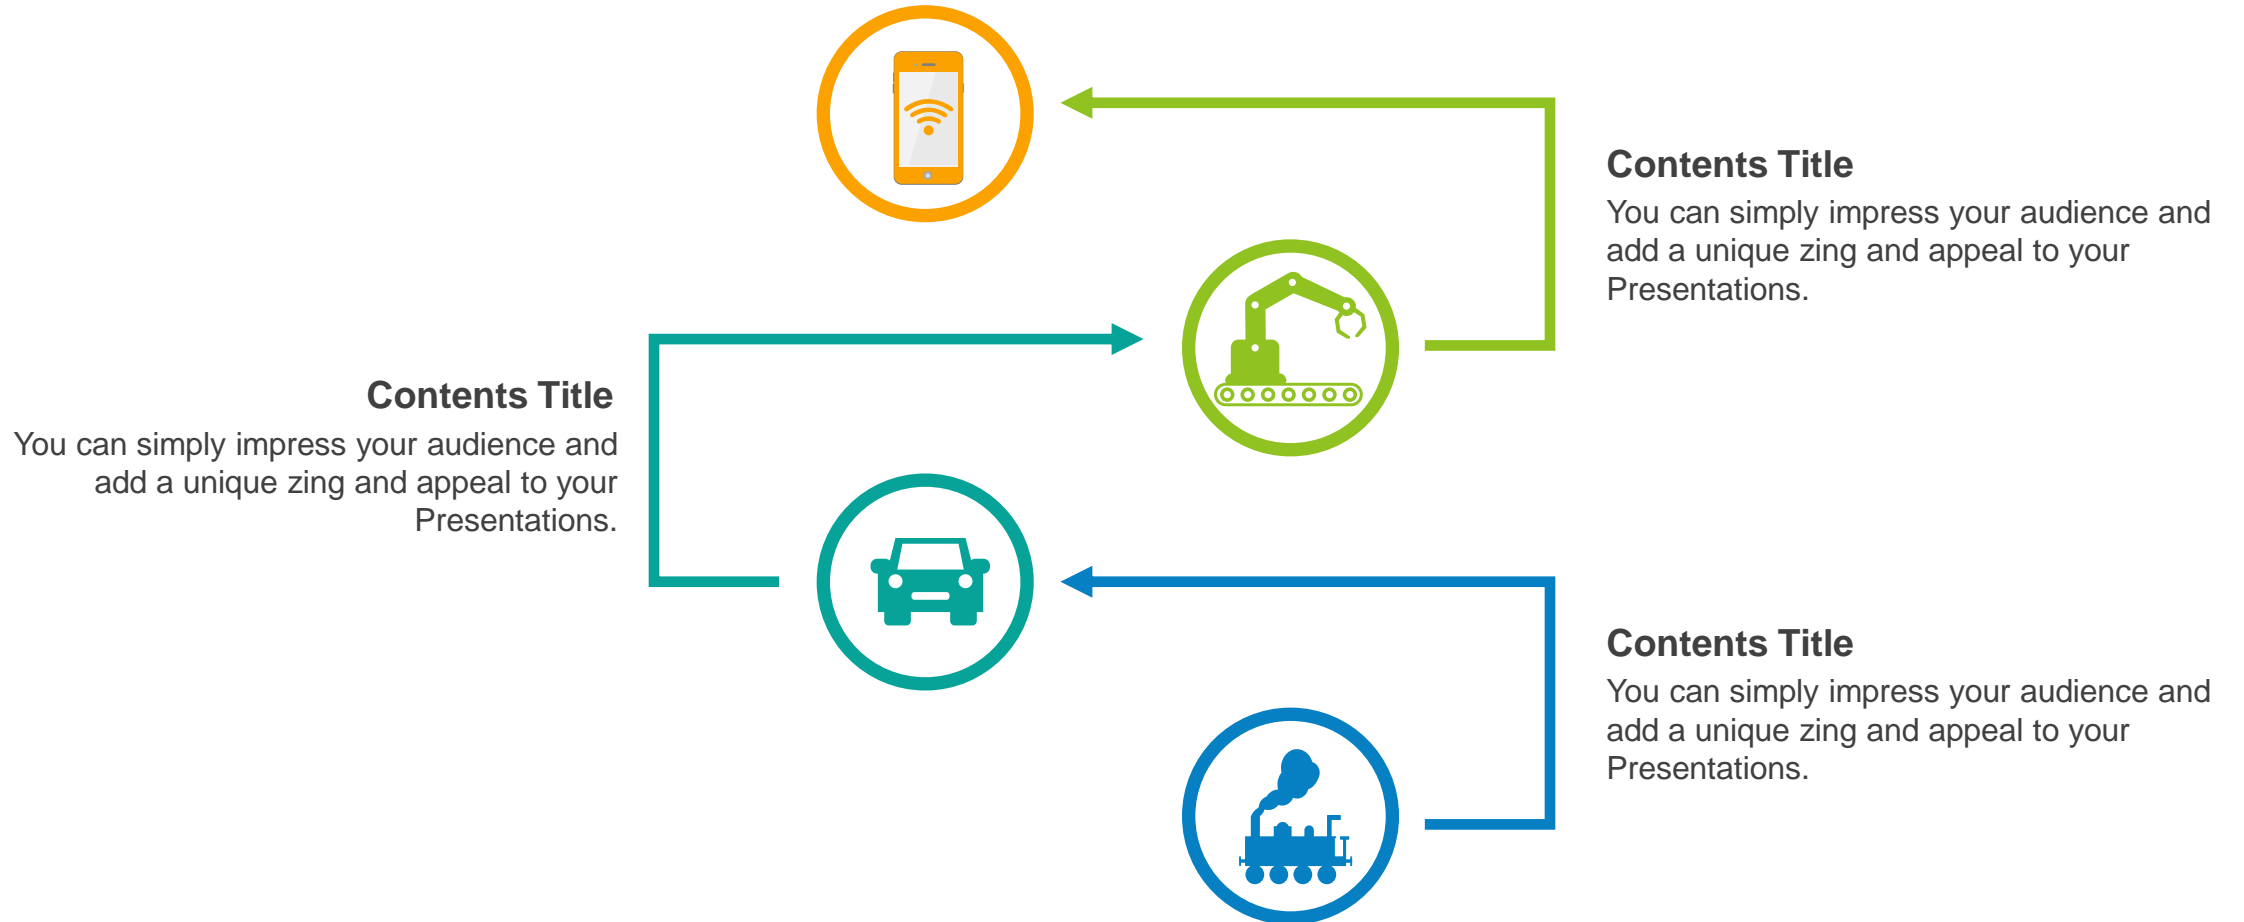 Contents Title
You can simply impress your audience and
add a unique zing and appeal to your
Presentations.
Contents Title
You can simply impress your audience and
add a unique zing and appeal to your
Presentations.
Contents Title
You can simply impress your audience and
add a unique zing and appeal to your
Presentations.